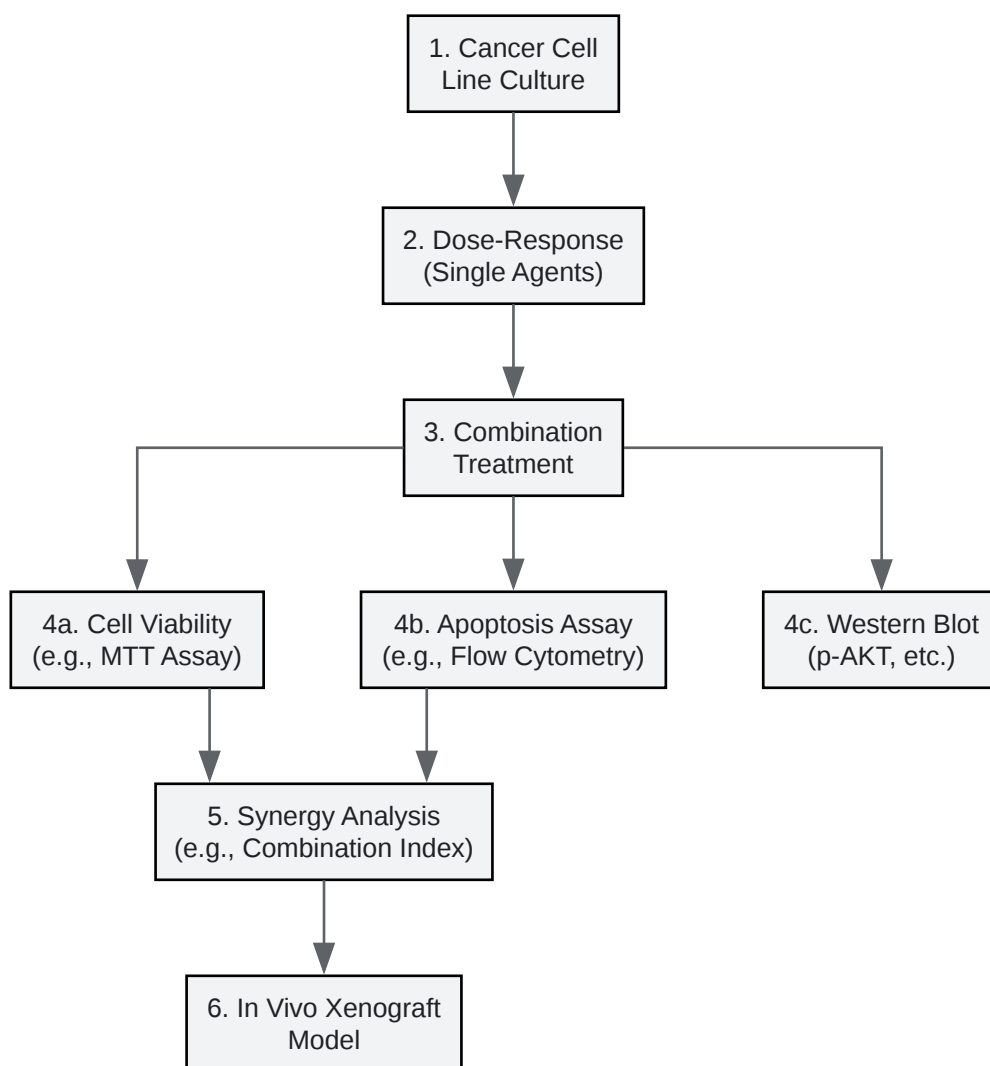 1. Cancer Cell
Line Culture
2. Dose-Response
(Single Agents)
3. Combination
Treatment
4a. Cell Viability
(e.g., MTT Assay)
4b. Apoptosis Assay
(e.g., Flow Cytometry)
4c. Western Blot
(p-AKT, etc.)
5. Synergy Analysis
(e.g., Combination Index)
6. In Vivo Xenograft
Model